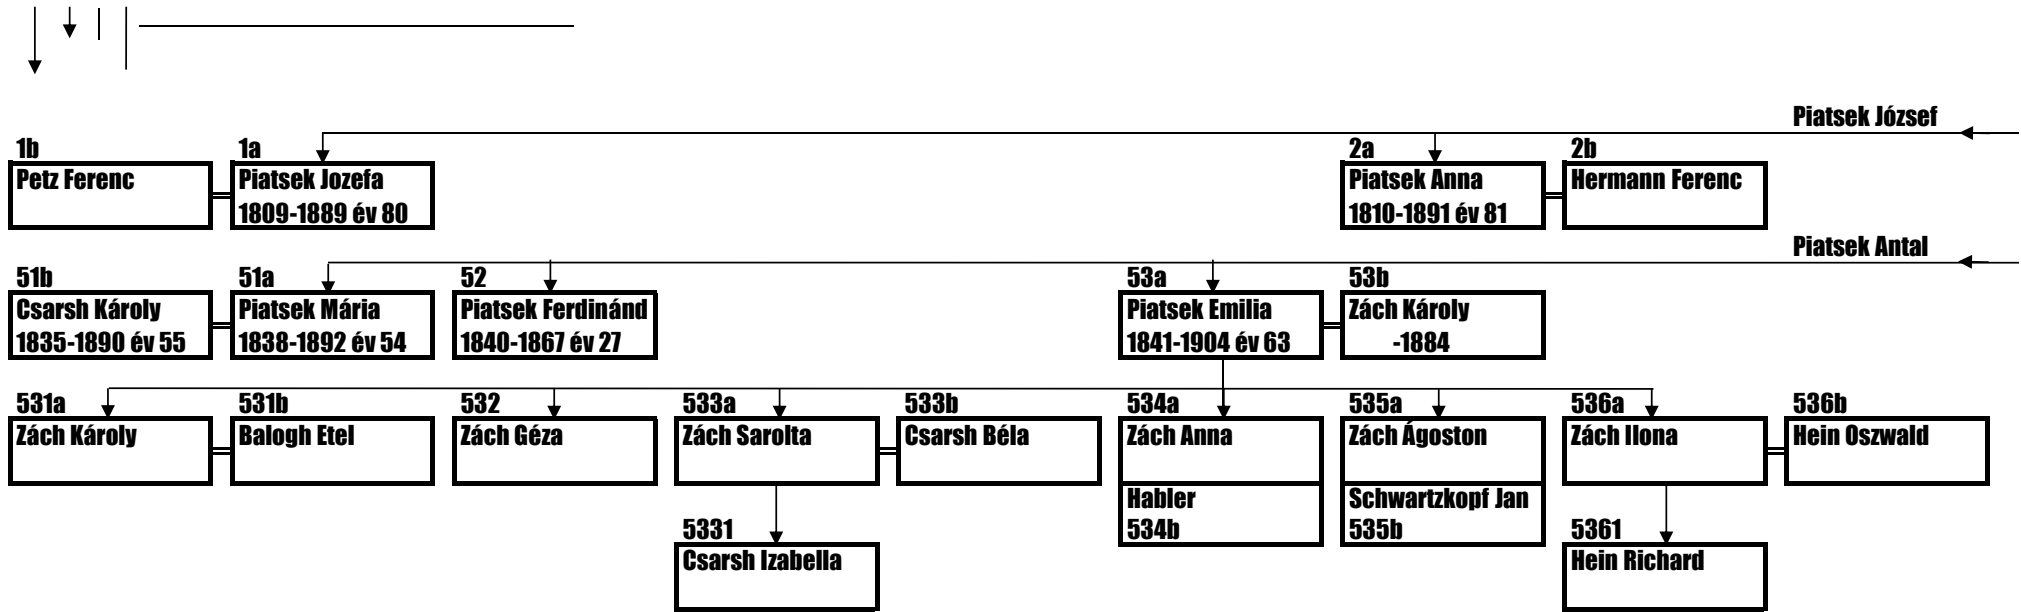 Piatsek József
1b
1a
2a
2b
Petz Ferenc
Piatsek Jozefa
1809-1889 év 80
Piatsek Anna
1810-1891 év 81
Hermann Ferenc
Piatsek Antal
51b
51a
52
53a
53b
Csarsh Károly
1835-1890 év 55
Piatsek Mária
1838-1892 év 54
Piatsek Ferdinánd
1840-1867 év 27
Piatsek Emilia
1841-1904 év 63
Zách Károly
-1884
531a
531b
532
533a
533b
534a
535a
536a
536b
Zách Károly
Balogh Etel
Zách Géza
Zách Sarolta
Csarsh Béla
Zách Anna
Zách Ágoston
Zách Ilona
Hein Oszwald
Habler
534b
Schwartzkopf Jan
535b
5331
5361
Csarsh Izabella
Hein Richard